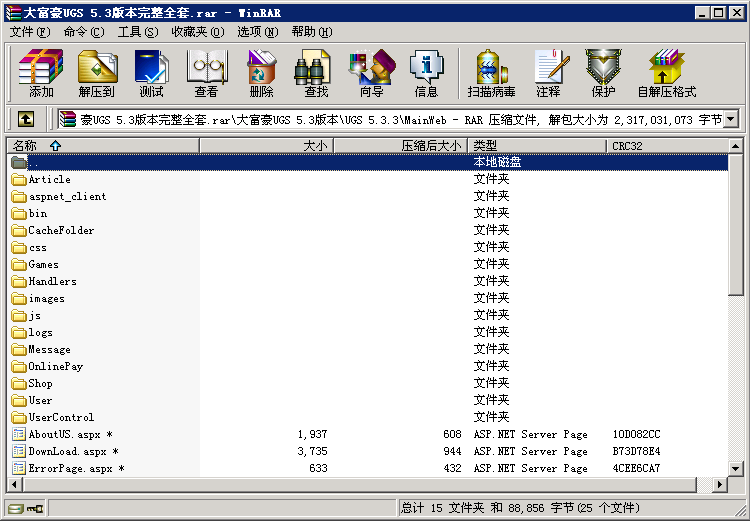 大富豪UGS 5.3版本完整全套.rar - WinRAR
文件(F) 命令(C) 工具(S) 收藏夹(O) 选项(N) 帮助(H)
添加 解压到 测试 查看 删除 查找 向导 信息 扫描病毒 注释 保护 自解压格式
豪UGS 5.3版本完整全套.rar\大富豪UGS 5.3版本\UGS 5.3.3\MainWeb - RAR 压缩文件, 解包大小为 2,317,031,073 字节
名称 大小 压缩后大小 类型 CRC32
.. 本地磁盘
Article 文件夹
aspnet_client 文件夹
bin 文件夹
CacheFolder 文件夹
css 文件夹
Games 文件夹
Handlers 文件夹
images 文件夹
js 文件夹
logs 文件夹
Message 文件夹
OnlinePay 文件夹
Shop 文件夹
User 文件夹
UserControl 文件夹
AboutUS.aspx * 1,937 608 ASP.NET Server Page 10D082CC
DownLoad.aspx * 3,735 944 ASP.NET Server Page B73D78E4
ErrorPage.aspx * 633 432 ASP.NET Server Page 4CEE6CA7
总计 15 文件夹 和 88,856 字节(25 个文件)